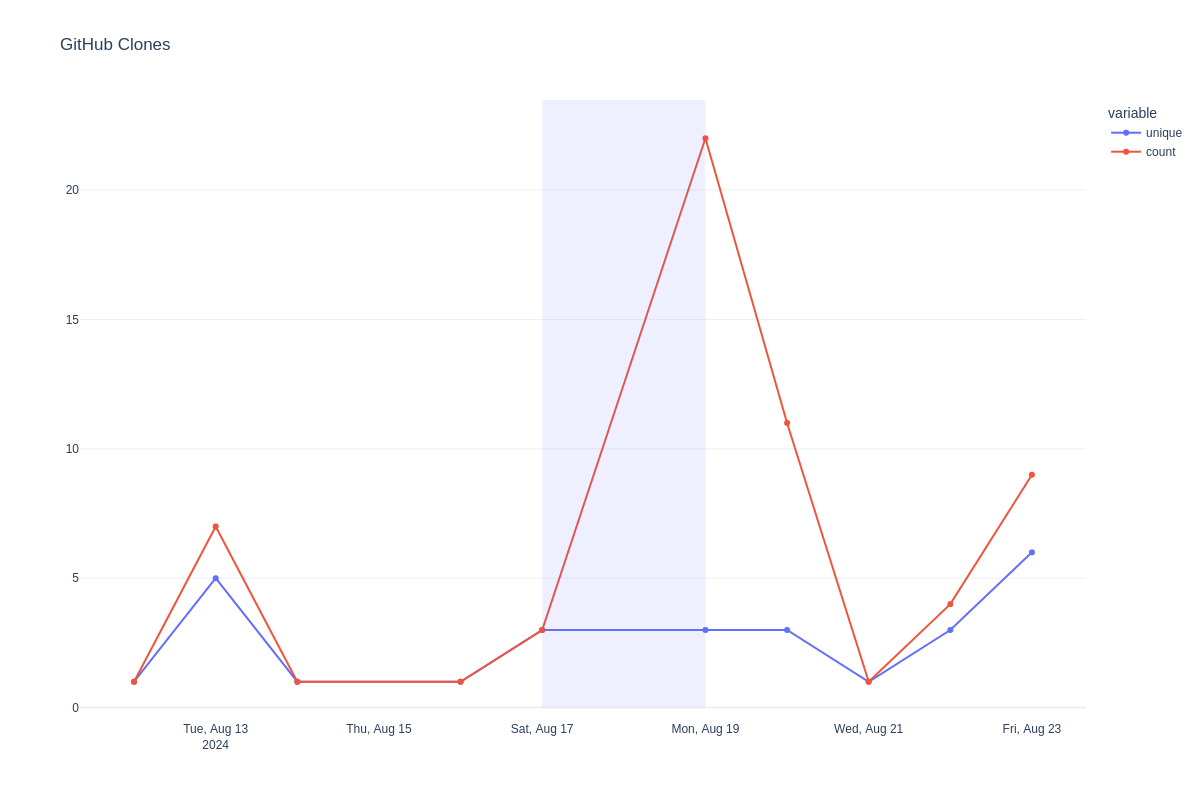 GitHub Clones
variable
unique
count
20
15
10
5
0
Tue, Aug 13
2024
Thu, Aug 15
Sat, Aug 17
Mon, Aug 19
Wed, Aug 21
Fri, Aug 23